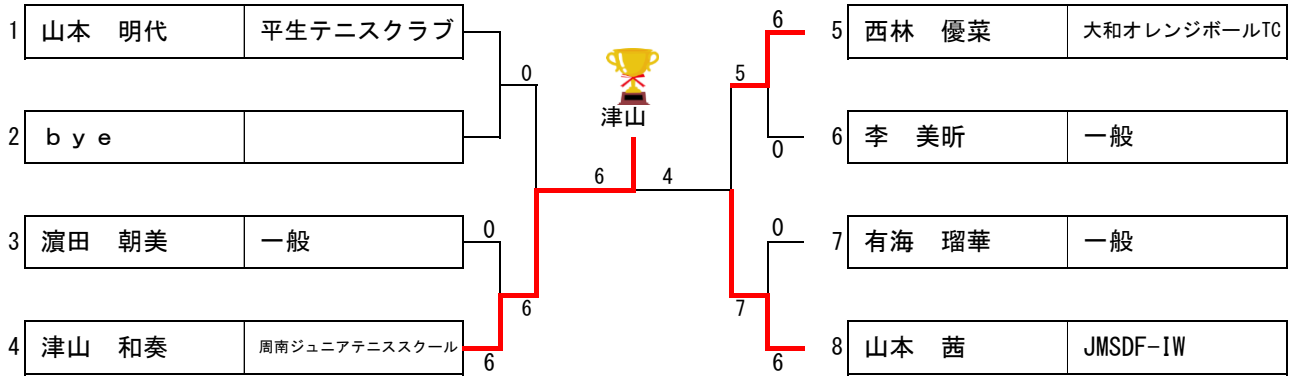 1 山本　明代 平生テニスクラブ
2 ｂｙｅ
3 濵田　朝美 一般
4 津山　和奏 周南ジュニアテニススクール
0
0
6
6
津山
6 4
6
5
0
0
7
6
5 西林　優菜 大和オレンジボールTC
6 李　美昕 一般
7 有海　瑠華 一般
8 山本　茜 JMSDF-IW